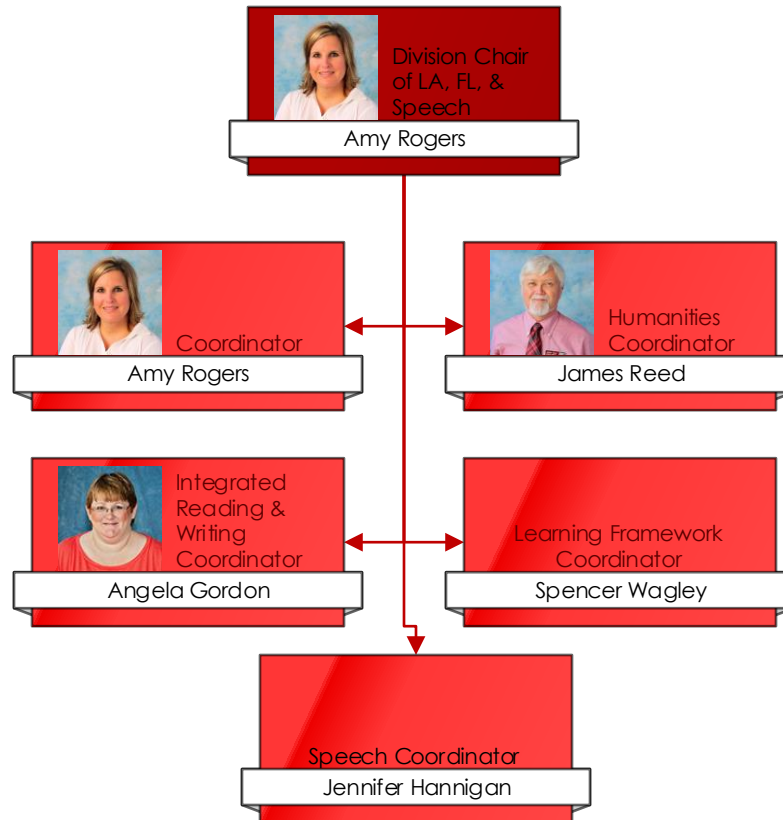 Division Chair
of LA, FL, &
Speech
Amy Rogers
Coordinator
Amy Rogers
Humanities
Coordinator
James Reed
Integrated
Reading &
Writing
Coordinator
Angela Gordon
Learning Framework
Coordinator
Spencer Wagley
Speech Coordinator
Jennifer Hannigan